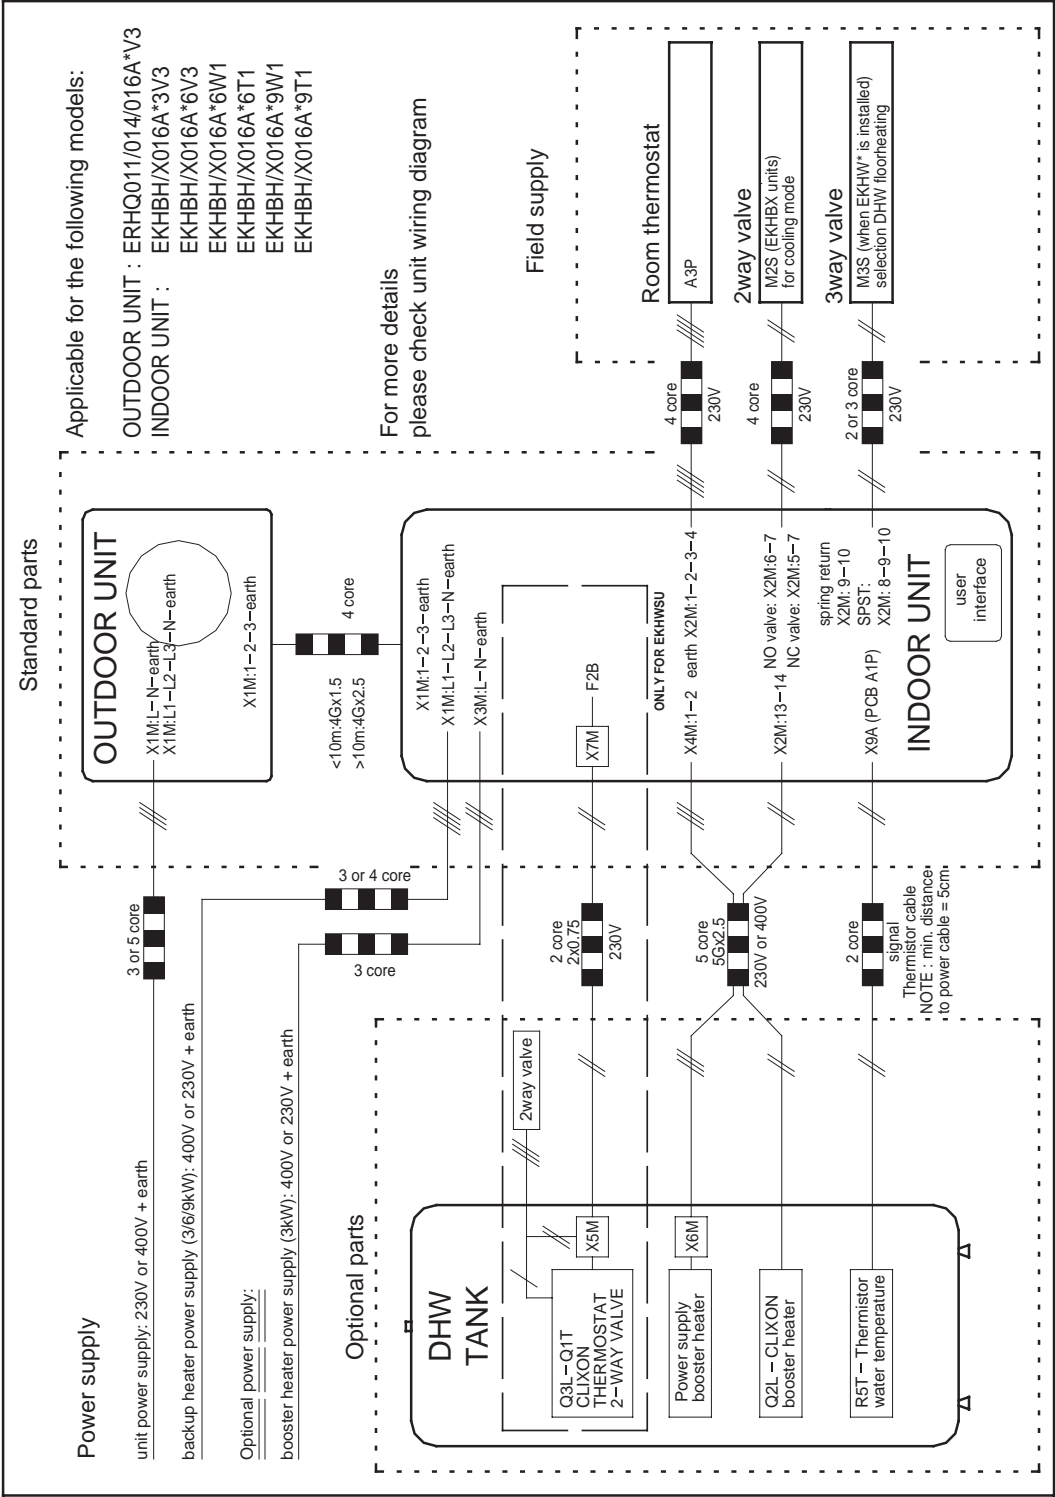 Applicable for the following models:
OUTDOOR UNIT : ERHQ011/014/016A*V3
INDOOR UNIT : EKHBH/X016A*3V3
EKHBH/X016A*6V3
EKHBH/X016A*6W1
EKHBH/X016A*6T1
EKHBH/X016A*9W1
EKHBH/X016A*9T1
For more details
please check unit wiring diagram
Power supply
unit power supply: 230V or 400V + earth
backup heater power supply (3/6/9kW): 400V or 230V + earth
Optional power supply:
booster heater power supply (3kW): 400V or 230V + earth
3 or 5 core
3 or 4 core
3 core
Standard parts
OUTDOOR UNIT
X1M:L-N-earth
X1M:L1-L2-L3-N-earth
X1M:1-2-3-earth
4 core
<10m:4Gx1.5
>10m:4Gx2.5
X1M:1-2-3-earth
X1M:L1-L2-L3-N-earth
X3M:L-N-earth
X7M
F2B
ONLY FOR EKHWSU
X4M:1-2 earth
X2M:1-2-3-4
X2M:13-14
NO valve: X2M:6-7
NC valve: X2M:5-7
X9A (PCB A1P)
spring return
X2M: 9-10
SPST:
X2M: 8-9-10
INDOOR UNIT
user
interface
Field supply
Room thermostat
A3P
4 core
230V
2way valve
M2S (EKHBX units)
for cooling mode
4 core
230V
3way valve
M3S (when EKHW* is installed)
selection DHW floorheating
2 or 3 core
230V
Optional parts
DHW
TANK
2way valve
X5M
Q3L-Q1T
CLIXON
THERMOSTAT
2-WAY VALVE
2 core
2x0.75
230V
X6M
Power supply
booster heater
5 core
5Gx2.5
230V or 400V
Q2L-CLIXON
booster heater
R5T-Thermistor
water temperature
2 core
signal
Thermistor cable
NOTE : min. distance
to power cable = 5cm